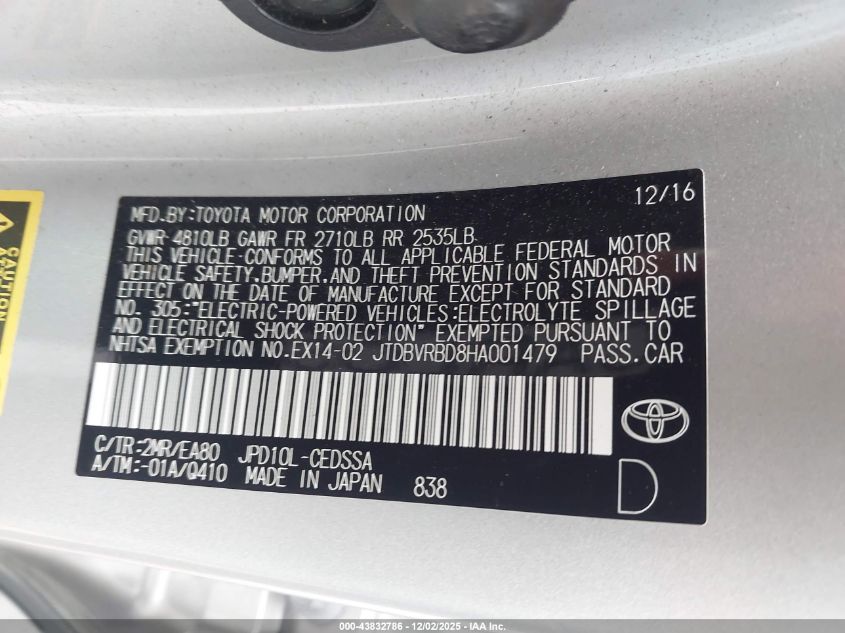 12/16
MFD.BY:TOYOTA MOTOR CORPORATION
GVWR 4810LB GAWR FR 2710LB RR 2535LB
THIS VEHICLE CONFORMS TO ALL APPLICABLE FEDERAL MOTOR
VEHICLE SAFETY,BUMPER,AND THEFT PREVENTION STANDARDS IN
EFFECT ON THE DATE OF MANUFACTURE EXCEPT FOR STANDARD
NO. 305:"ELECTRIC-POWERED VEHICLES:ELECTROLYTE SPILLAGE
AND ELECTRICAL SHOCK PROTECTION" EXEMPTED PURSUANT TO
NHTSA EXEMPTION NO.EX14-02 JTDBVRBD8HA001479 PASS.CAR
C/TR:2MR/EA80 JPD10L-CEDSSA
A/TM:-01A/Q410 MADE IN JAPAN 838
D
CAUTION
000-43832786 - 12/02/2025 - IAA Inc.